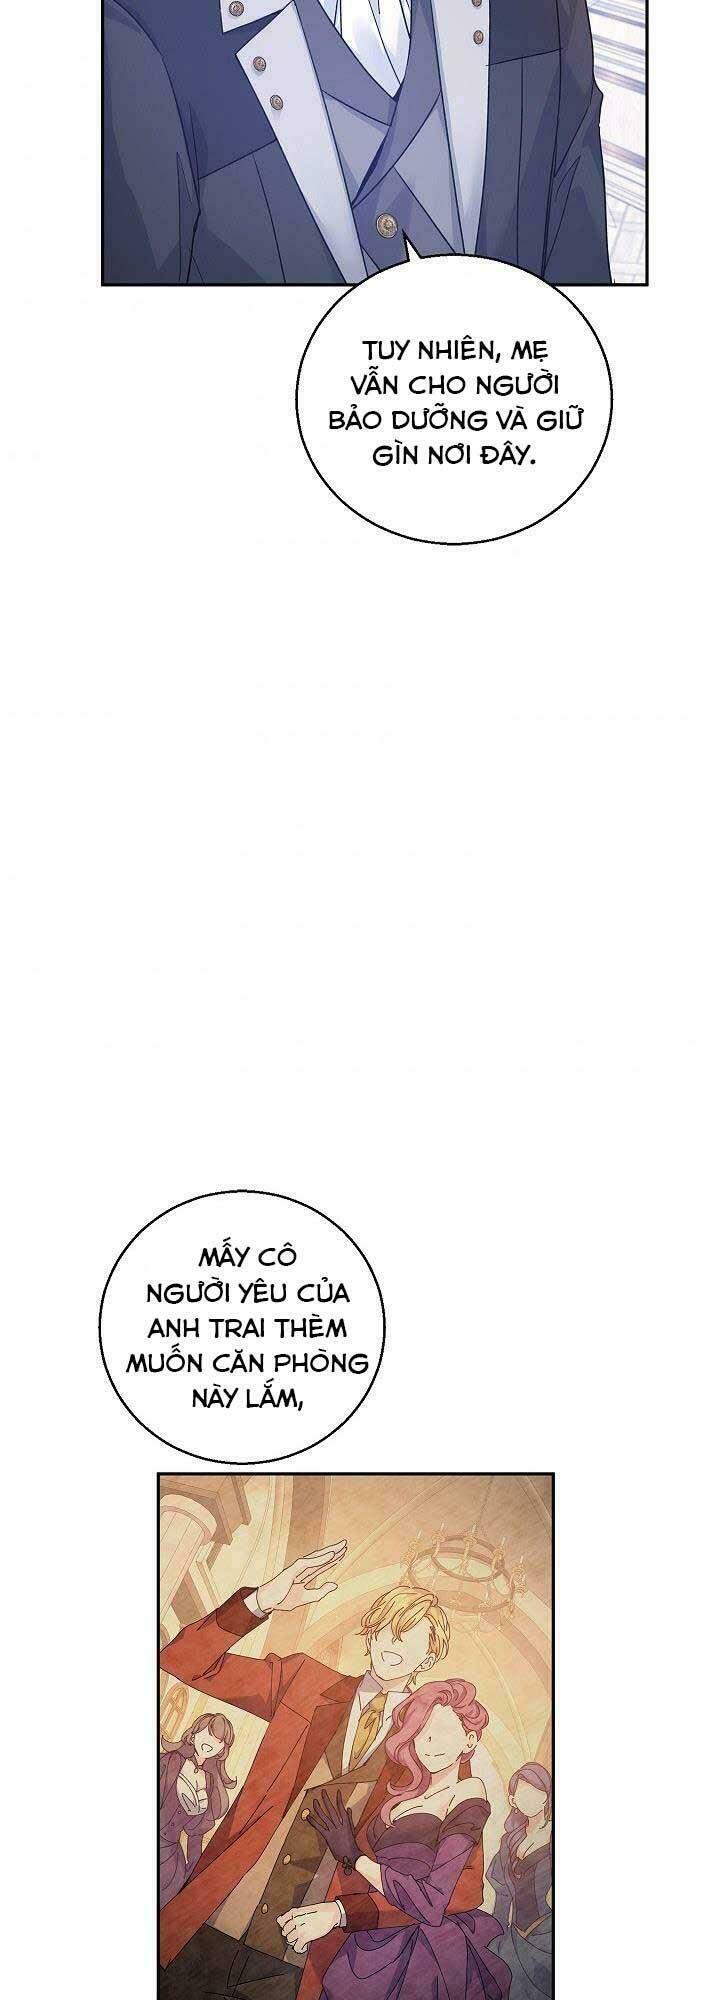 TUY NHIÊN, MẸ
VẪN CHO NGƯỜI
BẢO DƯỠNG VÀ GIỮ
GÌN NƠI ĐÂY.
MẤY CÔ
NGƯỜI YÊU CỦA
ANH TRAI THÈM
MUỐN CĂN PHÒNG
NÀY LẮM,